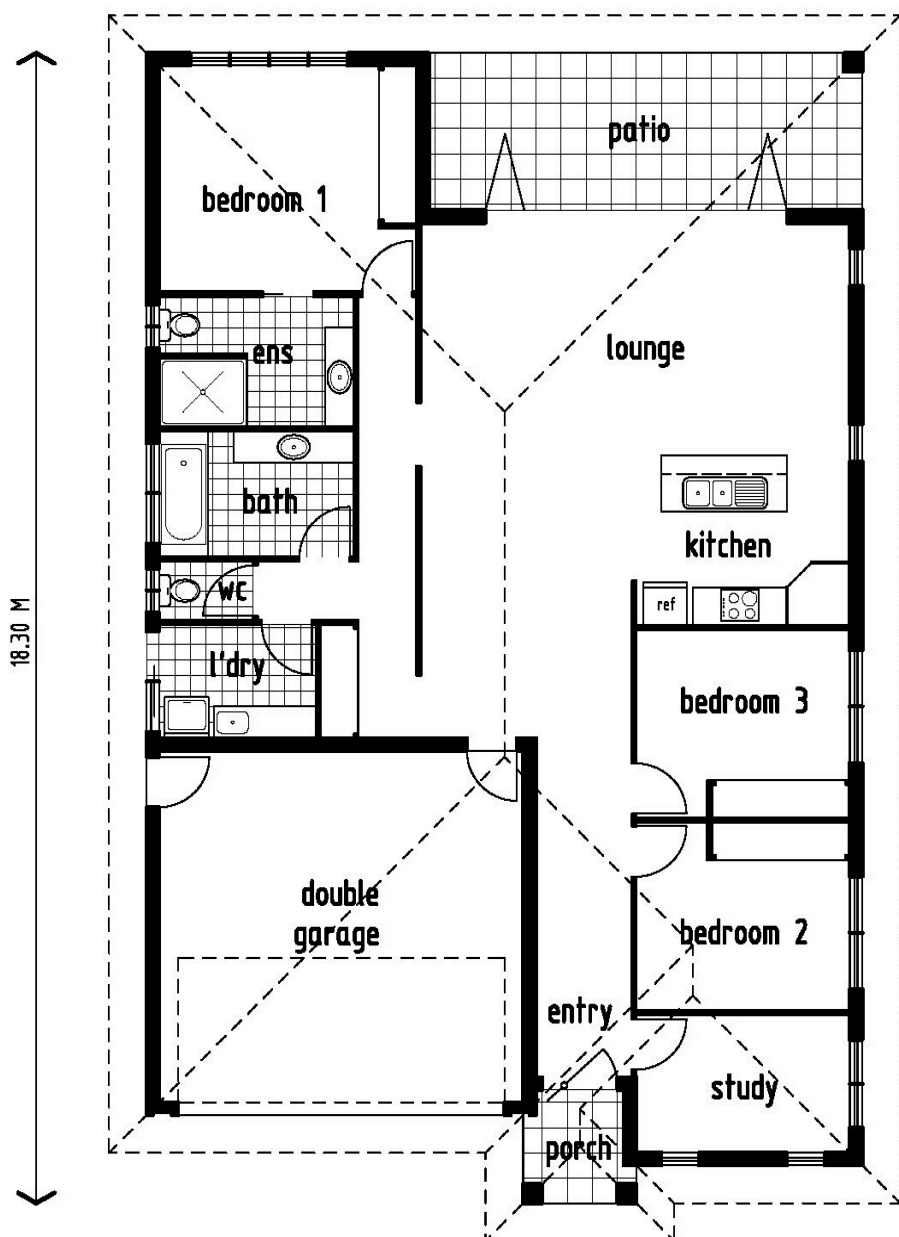 patio
bedroom 1
lounge
ens
bath
kitchen
wc
ref
18.30 M
l'dry
bedroom 3
double
garage
bedroom 2
entry
study
porch